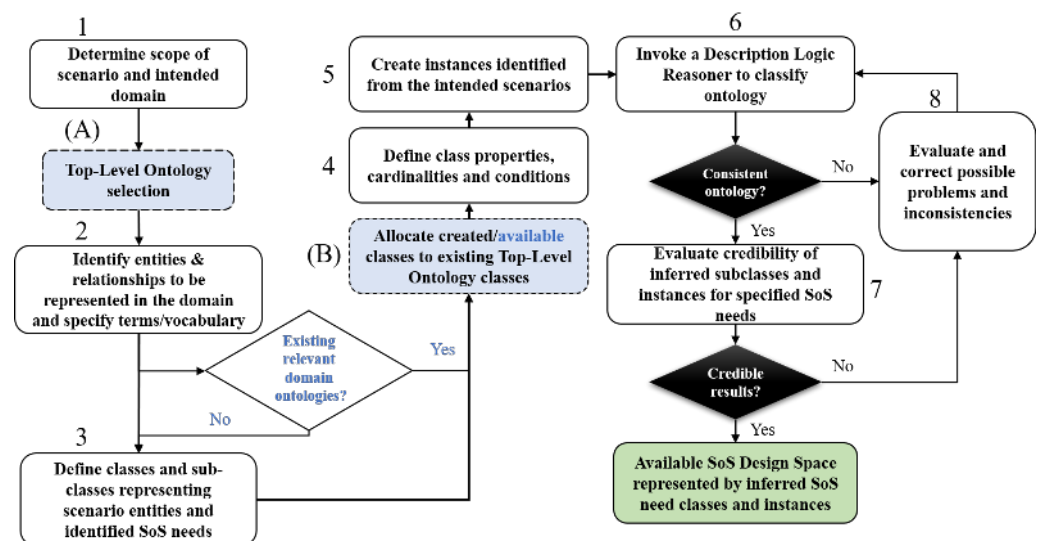 1
Determine scope of
scenario and intended
domain
(A)
Top-Level Ontology
selection
2
Identify entities &
relationships to be
represented in the domain
and specify terms/vocabulary
Existing
relevant
domain
ontologies?
Yes
No
3
Define classes and sub-
classes representing
scenario entities and
identified SoS needs
(B)
Allocate created/available
classes to existing Top-Level
Ontology classes
4
Define class properties,
cardinalities and conditions
5
Create instances identified
from the intended scenarios
6
Invoke a Description Logic
Reasoner to classify
ontology
Consistent
ontology?
No
Yes
7
Evaluate credibility of
inferred subclasses and
instances for specified SoS
needs
Credible
results?
No
Yes
8
Evaluate and
correct possible
problems and
inconsistencies
Available SoS Design Space
represented by inferred SoS
need classes and instances